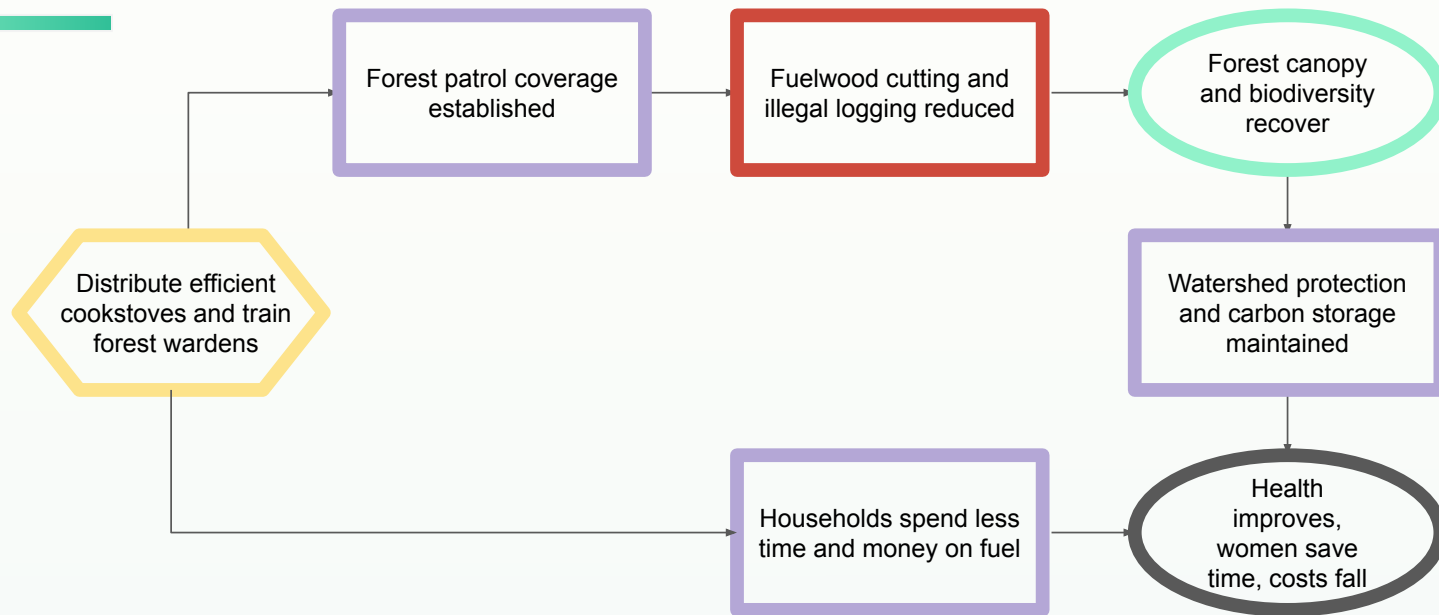 Forest patrol coverage
established
Fuelwood cutting and
illegal logging reduced
Forest canopy
and biodiversity
recover
Distribute efficient
cookstoves and train
forest wardens
Watershed protection
and carbon storage
maintained
Households spend less
time and money on fuel
Health
improves,
women save
time, costs fall